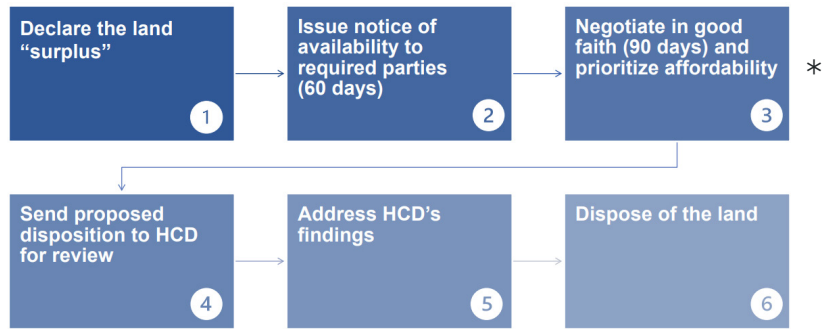 Declare the land
“surplus”
1
Issue notice of
availability to
required parties
(60 days)
2
Negotiate in good
faith (90 days) and
prioritize affordability
3
*
Send proposed
disposition to HCD
for review
4
Address HCD’s
findings
5
Dispose of the land
6